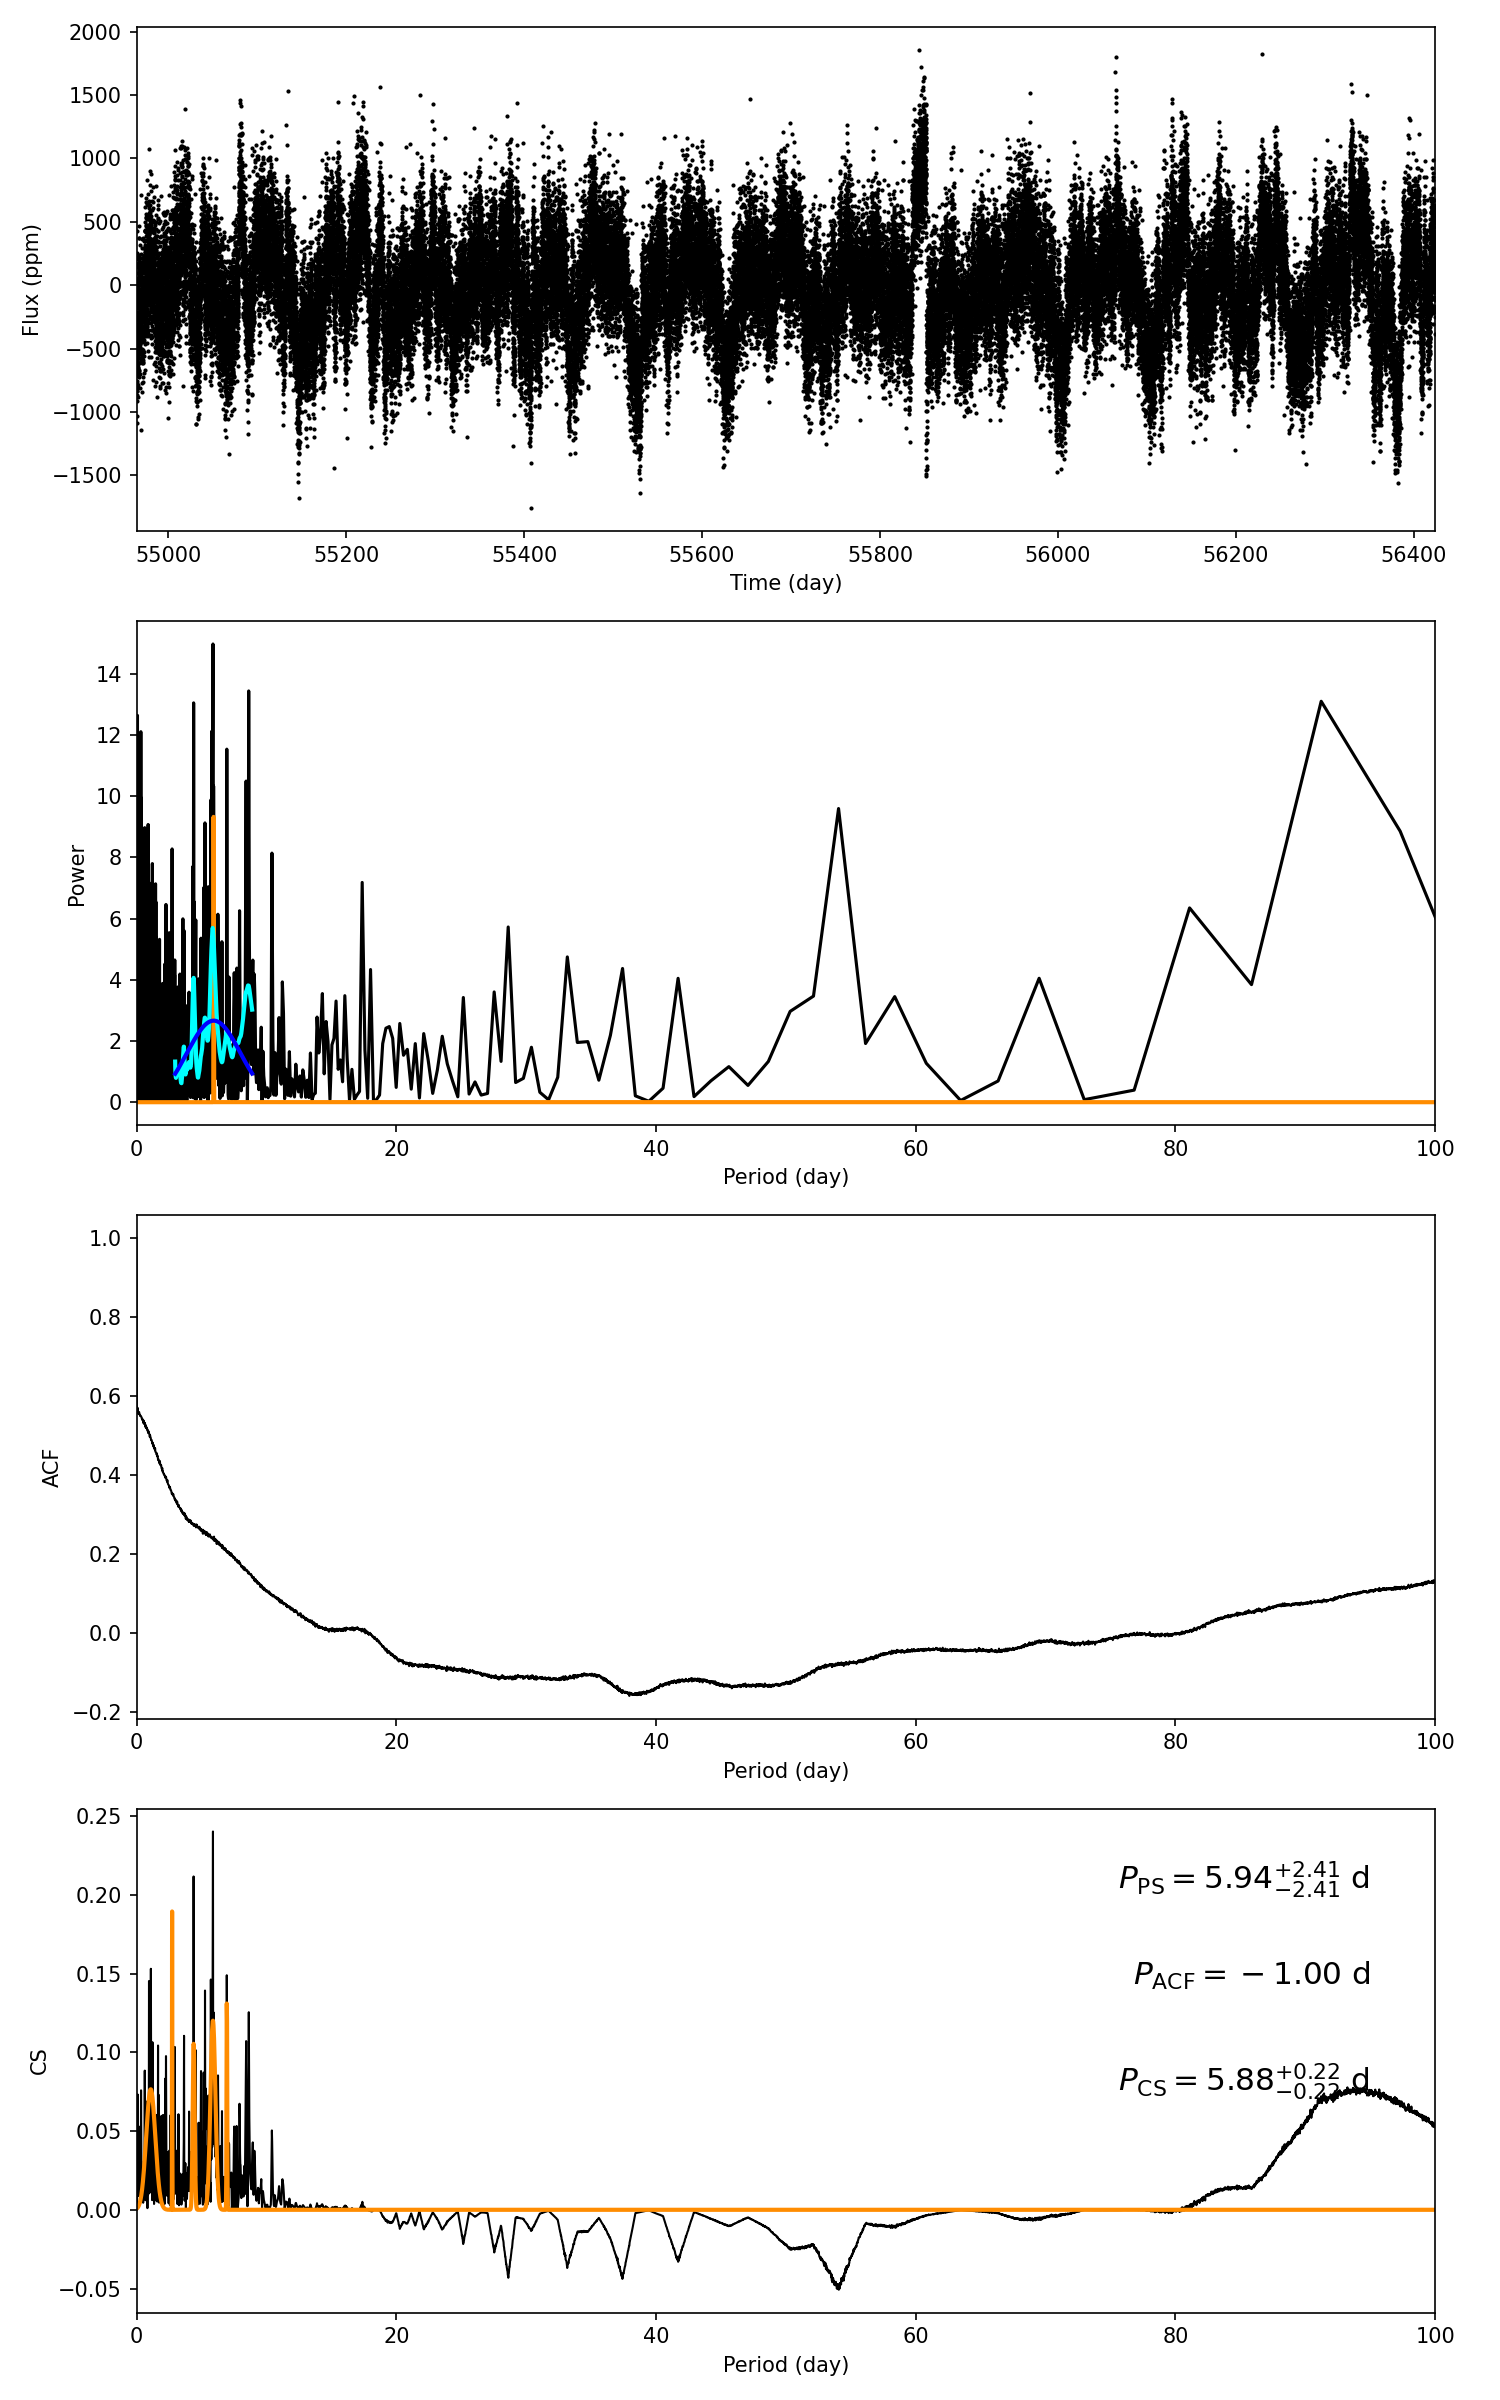 2000
1500
1000
500
0
−500
−1000
−1500
Flux (ppm)
55000 55200 55400 55600 55800 56000 56200 56400
Time (day)
14
12
10
8
6
4
2
0
Power
0 20 40 60 80 100
Period (day)
1.0
0.8
0.6
0.4
0.2
0.0
−0.2
ACF
0 20 40 60 80 100
Period (day)
0.25
0.20
0.15
0.10
0.05
0.00
−0.05
CS
P_PS = 5.94^{+2.41}_{−2.41} d
P_ACF = −1.00 d
P_CS = 5.88^{+0.22}_{−0.22} d
0 20 40 60 80 100
Period (day)